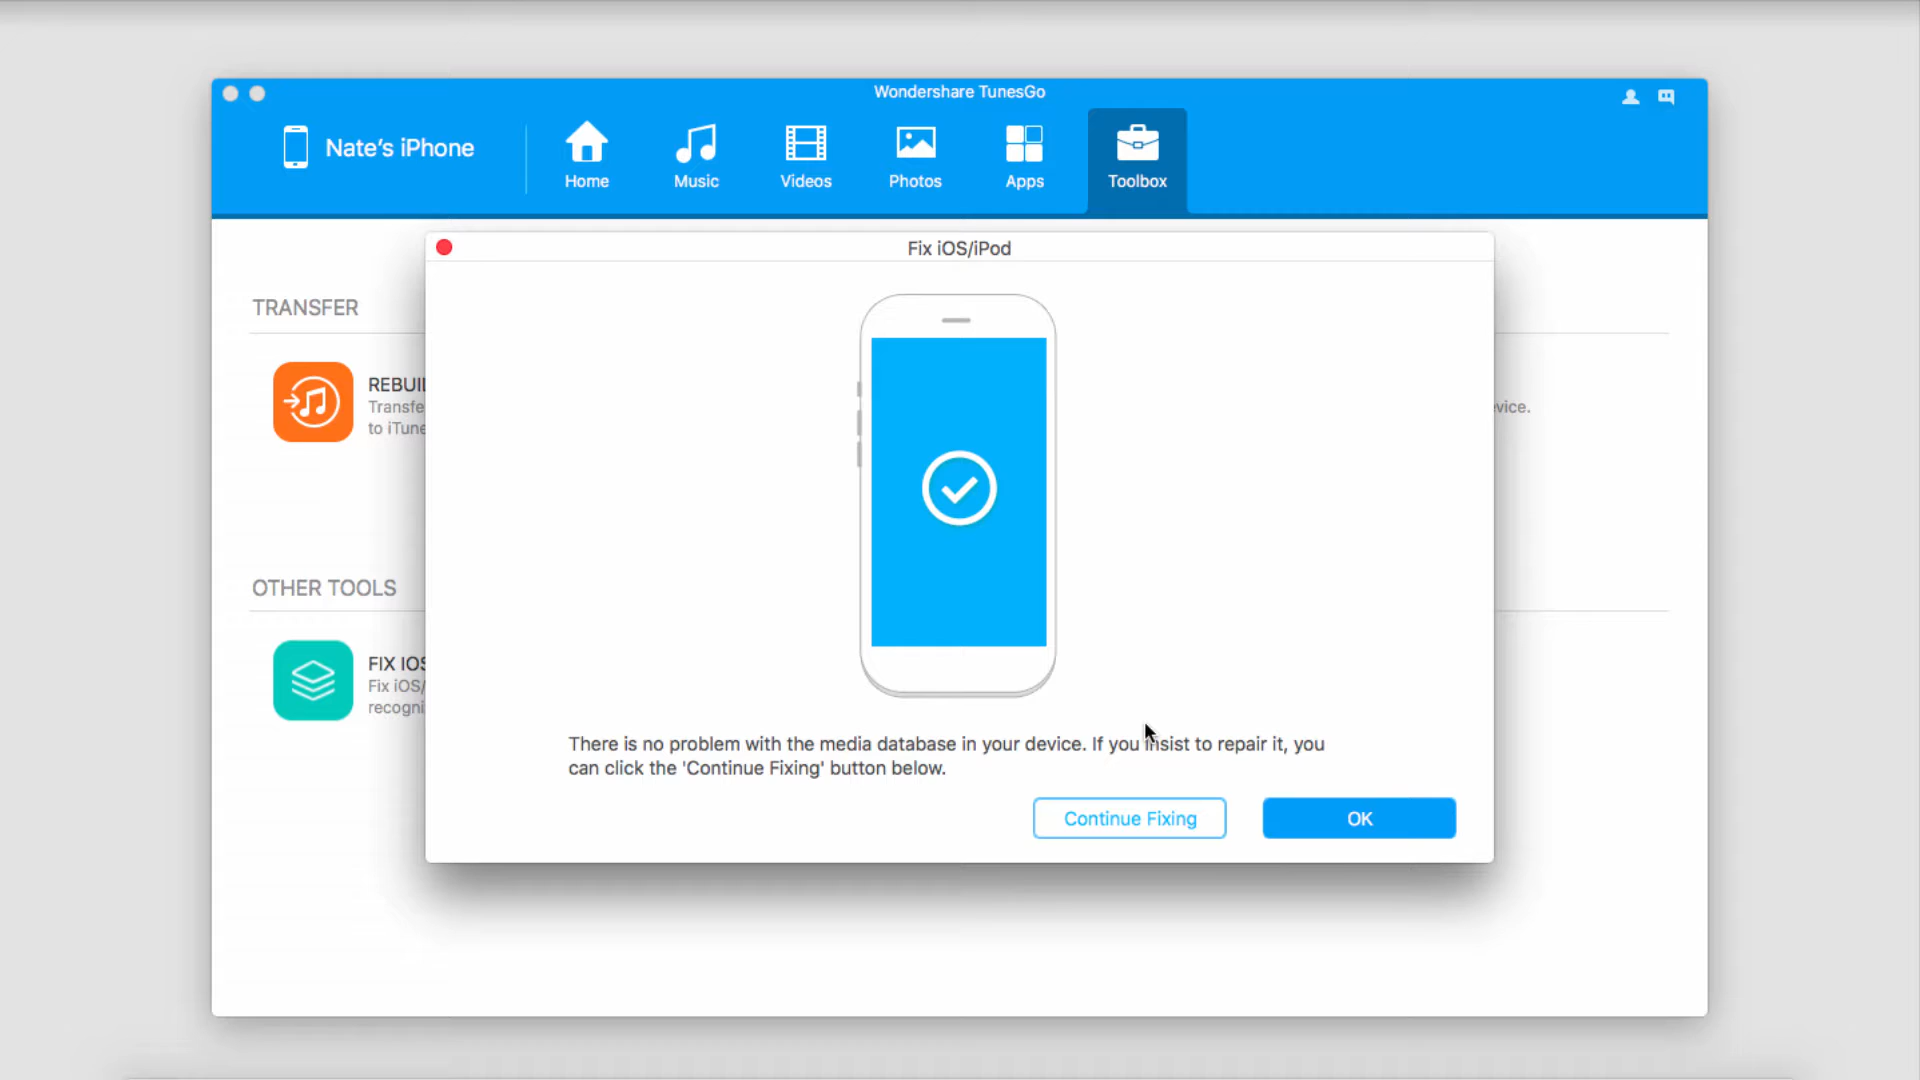 Wondershare TunesGo
Nate's iPhone
Home
Music
Videos
Photos
Apps
Toolbox
Fix iOS/iPod
TRANSFER
Transfe
to iTune
vice.
OTHER TOOLS
FIX IOS
Fix iOS/
recogni
There is no problem with the media database in your device. If you insist to repair it, you
can click the 'Continue Fixing' button below.
Continue Fixing
OK